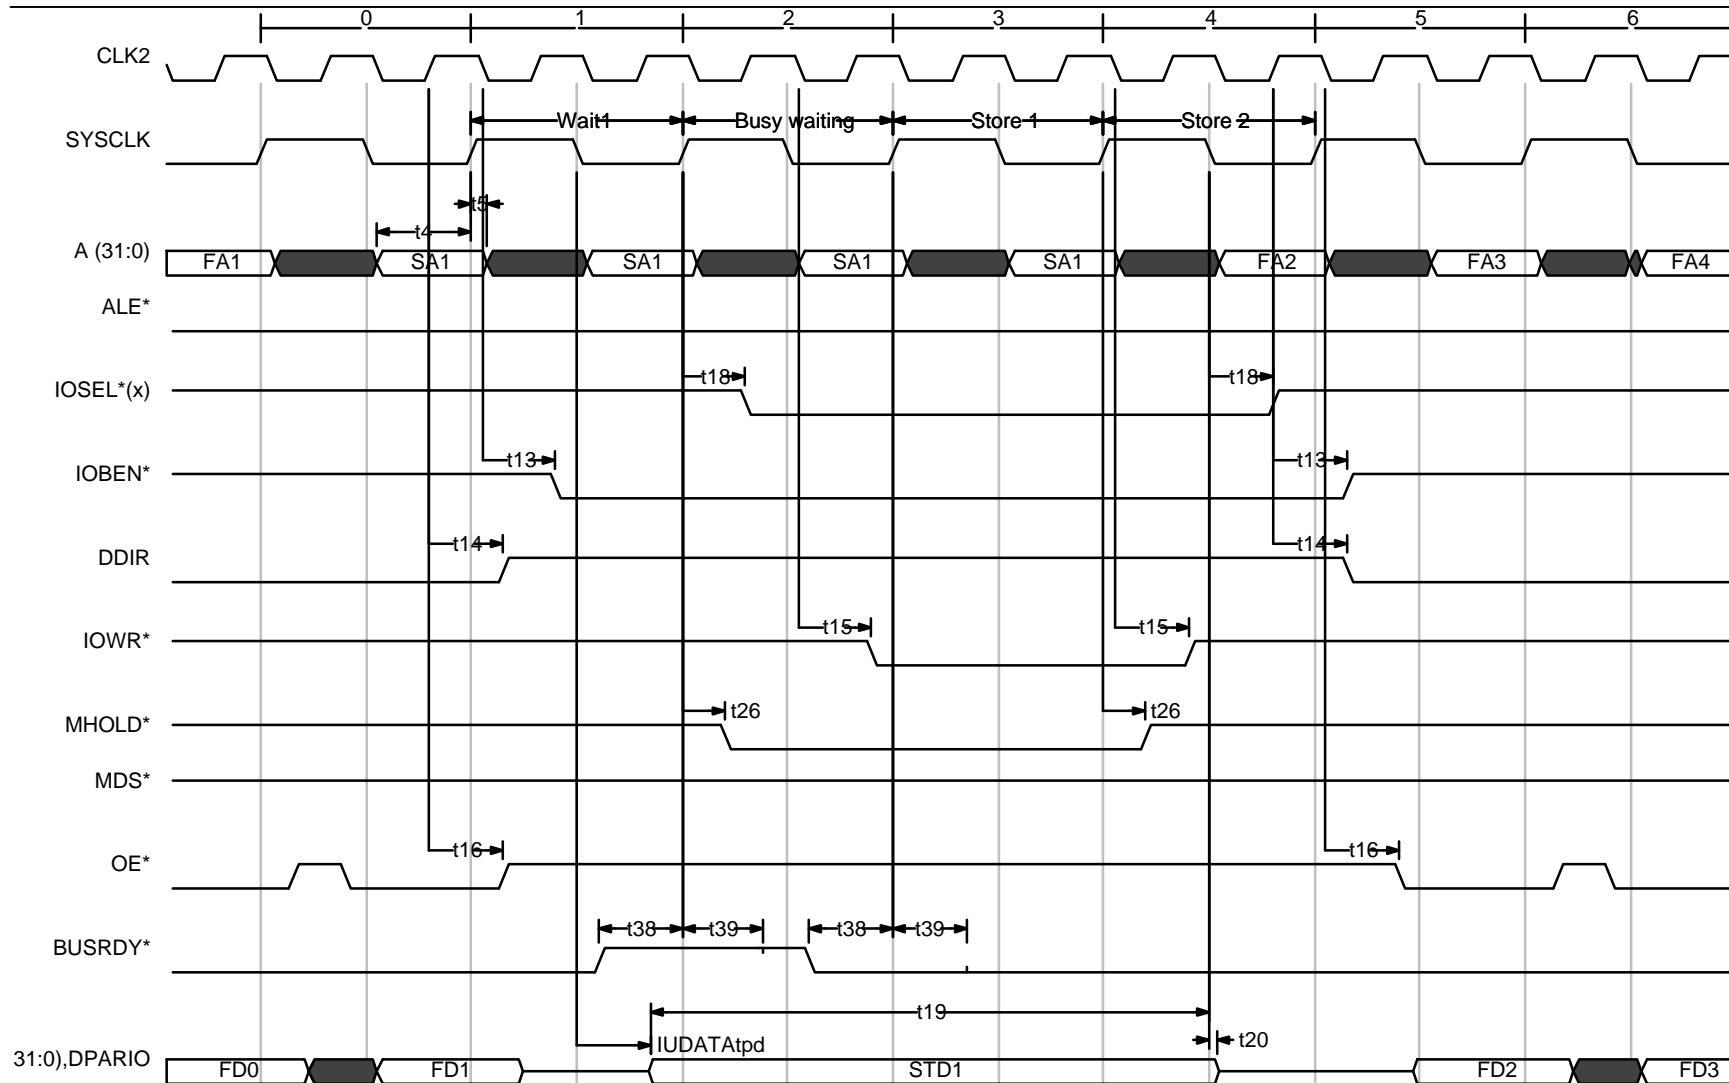 0 1 2 3 4 5 6
CLK2
Wait1 Busy waiting Store 1 Store 2
SYSCLK
t5
t4
A (31:0)
FA1 SA1 SA1 SA1 SA1 FA2 FA3 FA4
ALE*
t18 t18
IOSEL*(x)
t13 t13
IOBEN*
t14 t14
DDIR
t15 t15
IOWR*
t26 t26
MHOLD*
MDS*
t16 t16
OE*
t38 t39 t38 t39
BUSRDY*
t19
IUDATAtpd t20
31:0),DPARIO
FD0 FD1 STD1 FD2 FD3